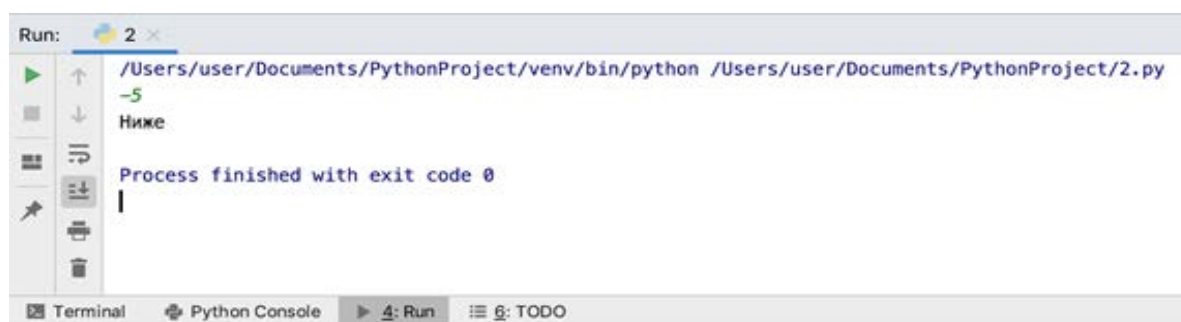 Run: 2
/Users/user/Documents/PythonProject/venv/bin/python /Users/user/Documents/PythonProject/2.py
-5
Ниже
Process finished with exit code 0
Terminal Python Console 4: Run 6: TODO